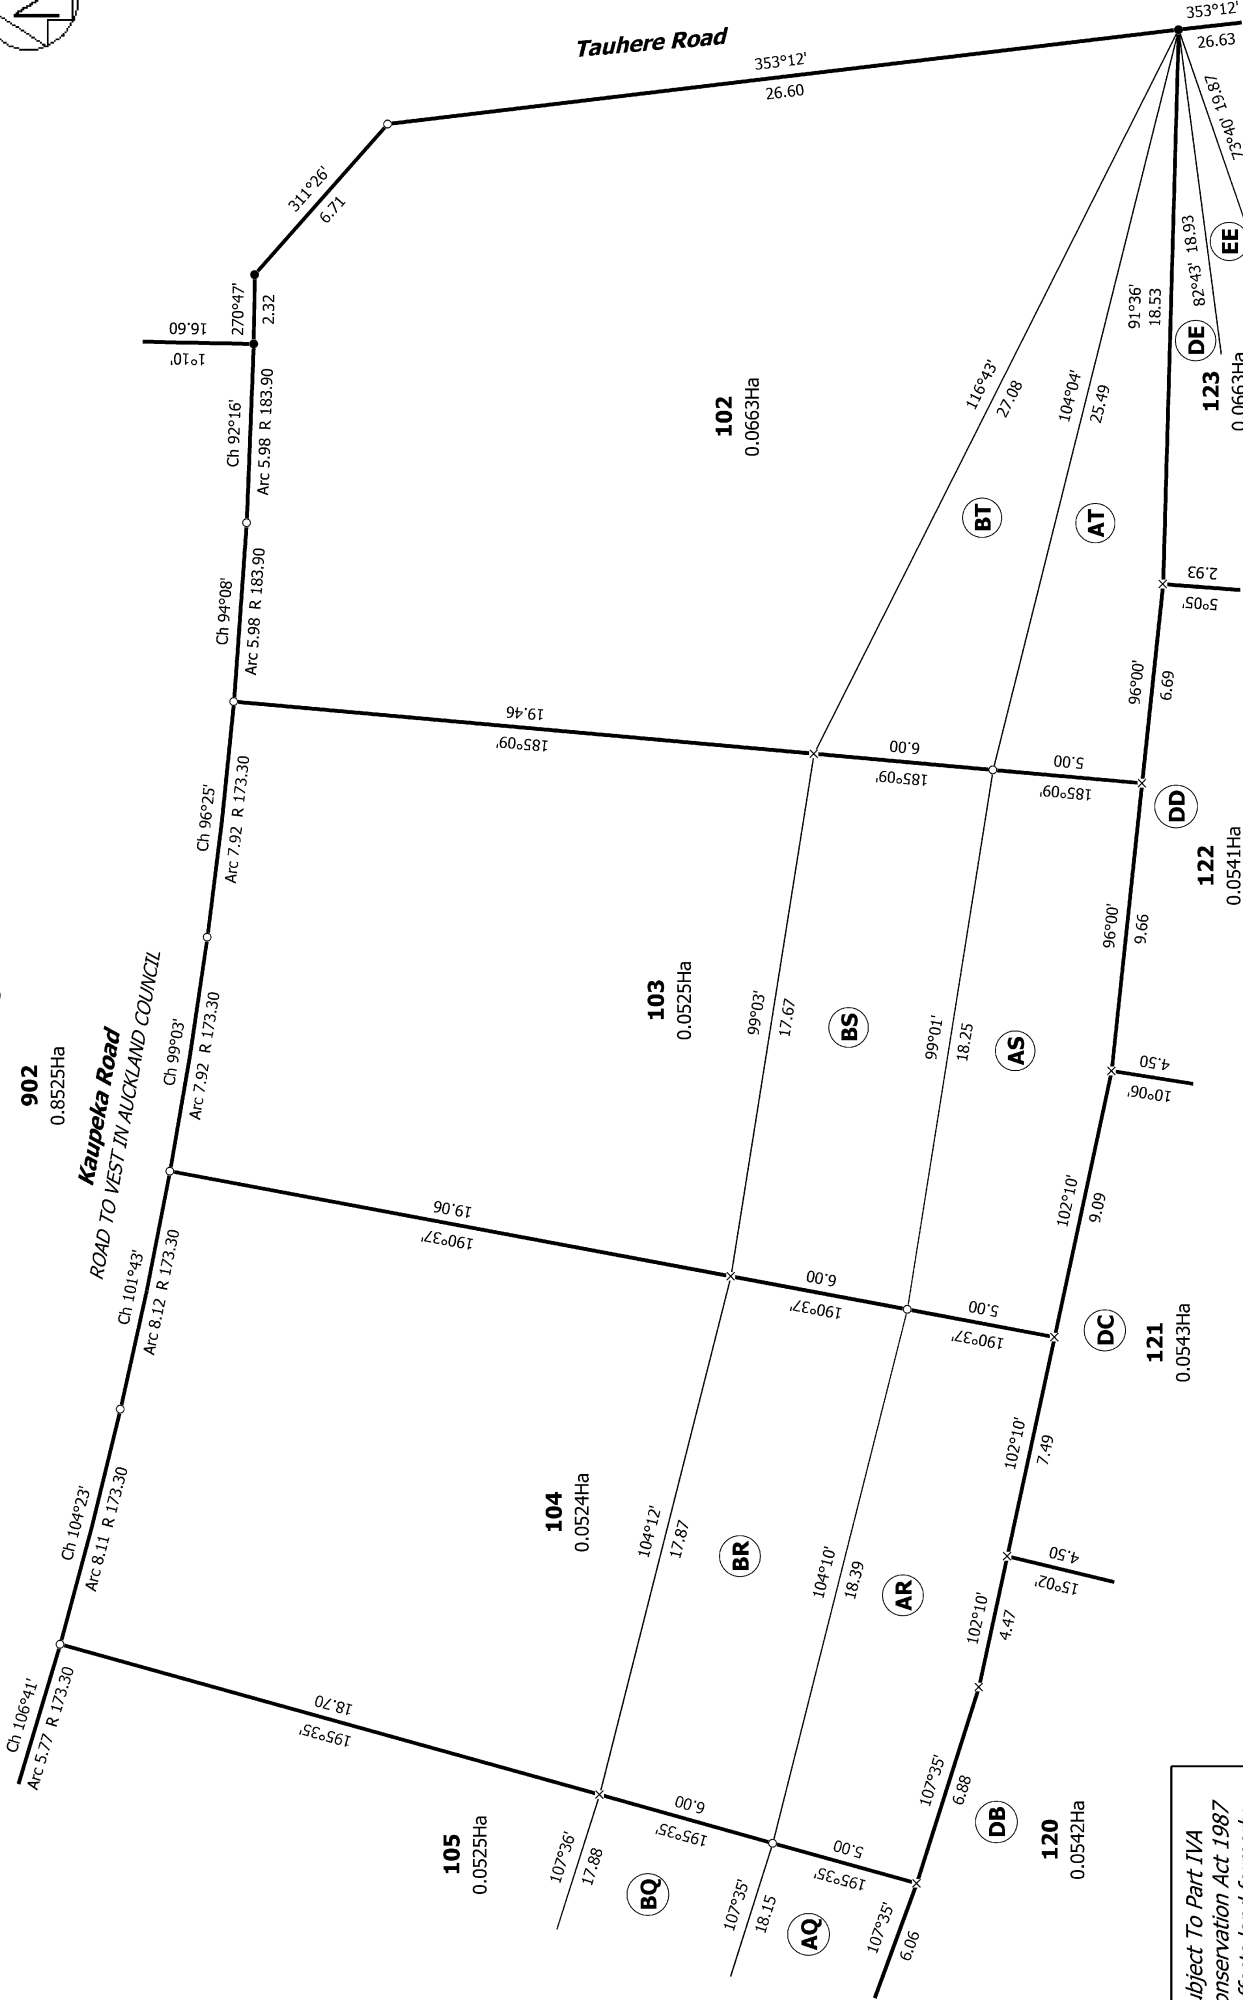 N
Tauhere Road
353°12'
26.60
353°12'
26.63
311°26'
6.71
270°47'
2.32
16.60
1°10'
Ch 92°16'
Arc 5.98 R 183.90
Ch 94°08'
Arc 5.98 R 183.90
73°40' 19.87
82°43' 18.93
EE
DE
91°36'
18.53
123
0.0663Ha
102
0.0663Ha
116°43'
27.08
104°04'
25.49
BT
AT
2.93
5°05'
96°00'
6.69
19.46
185°09'
6.00
185°09'
5.00
185°09'
DD
122
0.0541Ha
Ch 96°25'
Arc 7.92 R 173.30
Ch 99°03'
Arc 7.92 R 173.30
96°00'
9.66
103
0.0525Ha
99°03'
17.67
BS
99°01'
18.25
AS
4.50
10°06'
902
0.8525Ha
Kaupeka Road
ROAD TO VEST IN AUCKLAND COUNCIL
19.06
190°37'
6.00
190°37'
5.00
190°37'
102°10'
9.09
DC
121
0.0543Ha
Ch 101°43'
Arc 8.12 R 173.30
Ch 104°23'
Arc 8.11 R 173.30
104
0.0524Ha
104°12'
17.87
BR
104°10'
18.39
AR
102°10'
7.49
4.50
15°02'
102°10'
4.47
Ch 106°41'
Arc 5.77 R 173.30
18.70
195°35'
6.00
195°35'
5.00
195°35'
107°35'
6.88
DB
120
0.0542Ha
105
0.0525Ha
107°36'
17.88
BQ
107°35'
18.15
AQ
107°35'
6.06
ubject To Part IVA
onservation Act 1987